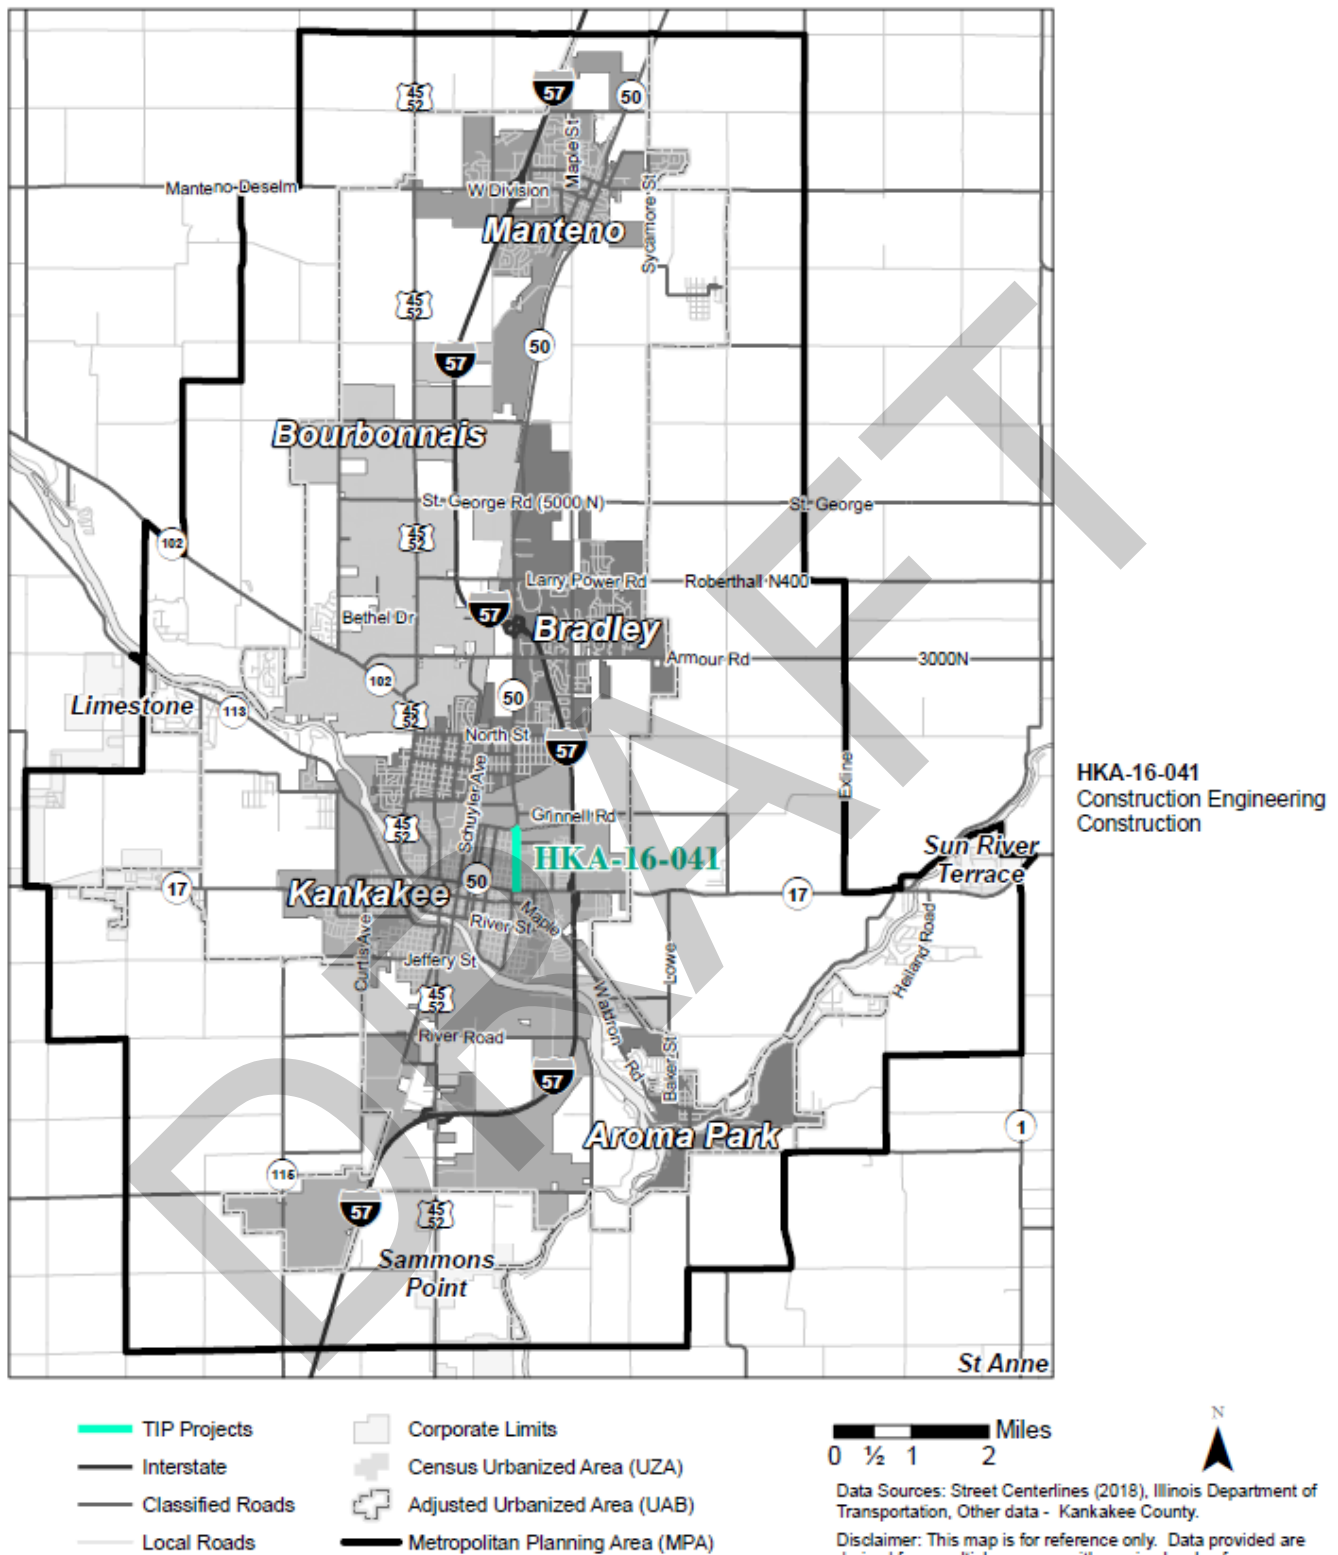 57
50
45
52
Maple St
Manteno-Deselm
W Division
Manteno
Sycamore St
45
52
50
57
Bourbonnais
St. George Rd (5000 N)
St. George
45
52
102
Larry Power Rd
Roberthall N400
57
Bethel Dr
Bradley
Armour Rd
3000N
102
50
Limestone
113
45
52
North St
57
Schuyler Ave
Exline
HKA-16-041
Construction Engineering
Construction
Grinnell Rd
45
52
HKA-16-041
Sun River
Terrace
17
Kankakee
50
17
Maple
River St
Curtis Ave
Jeffery St
Lowe
Heiland Road
45
52
Waldron Rd
River Road
Baker St
57
Aroma Park
1
115
57
45
52
Sammons
Point
St Anne
DRAFT
TIP Projects
Interstate
Classified Roads
Local Roads
Corporate Limits
Census Urbanized Area (UZA)
Adjusted Urbanized Area (UAB)
Metropolitan Planning Area (MPA)
Miles
0 ½ 1 2
N
Data Sources: Street Centerlines (2018), Illinois Department of
Transportation, Other data - Kankakee County.
Disclaimer: This map is for reference only. Data provided are